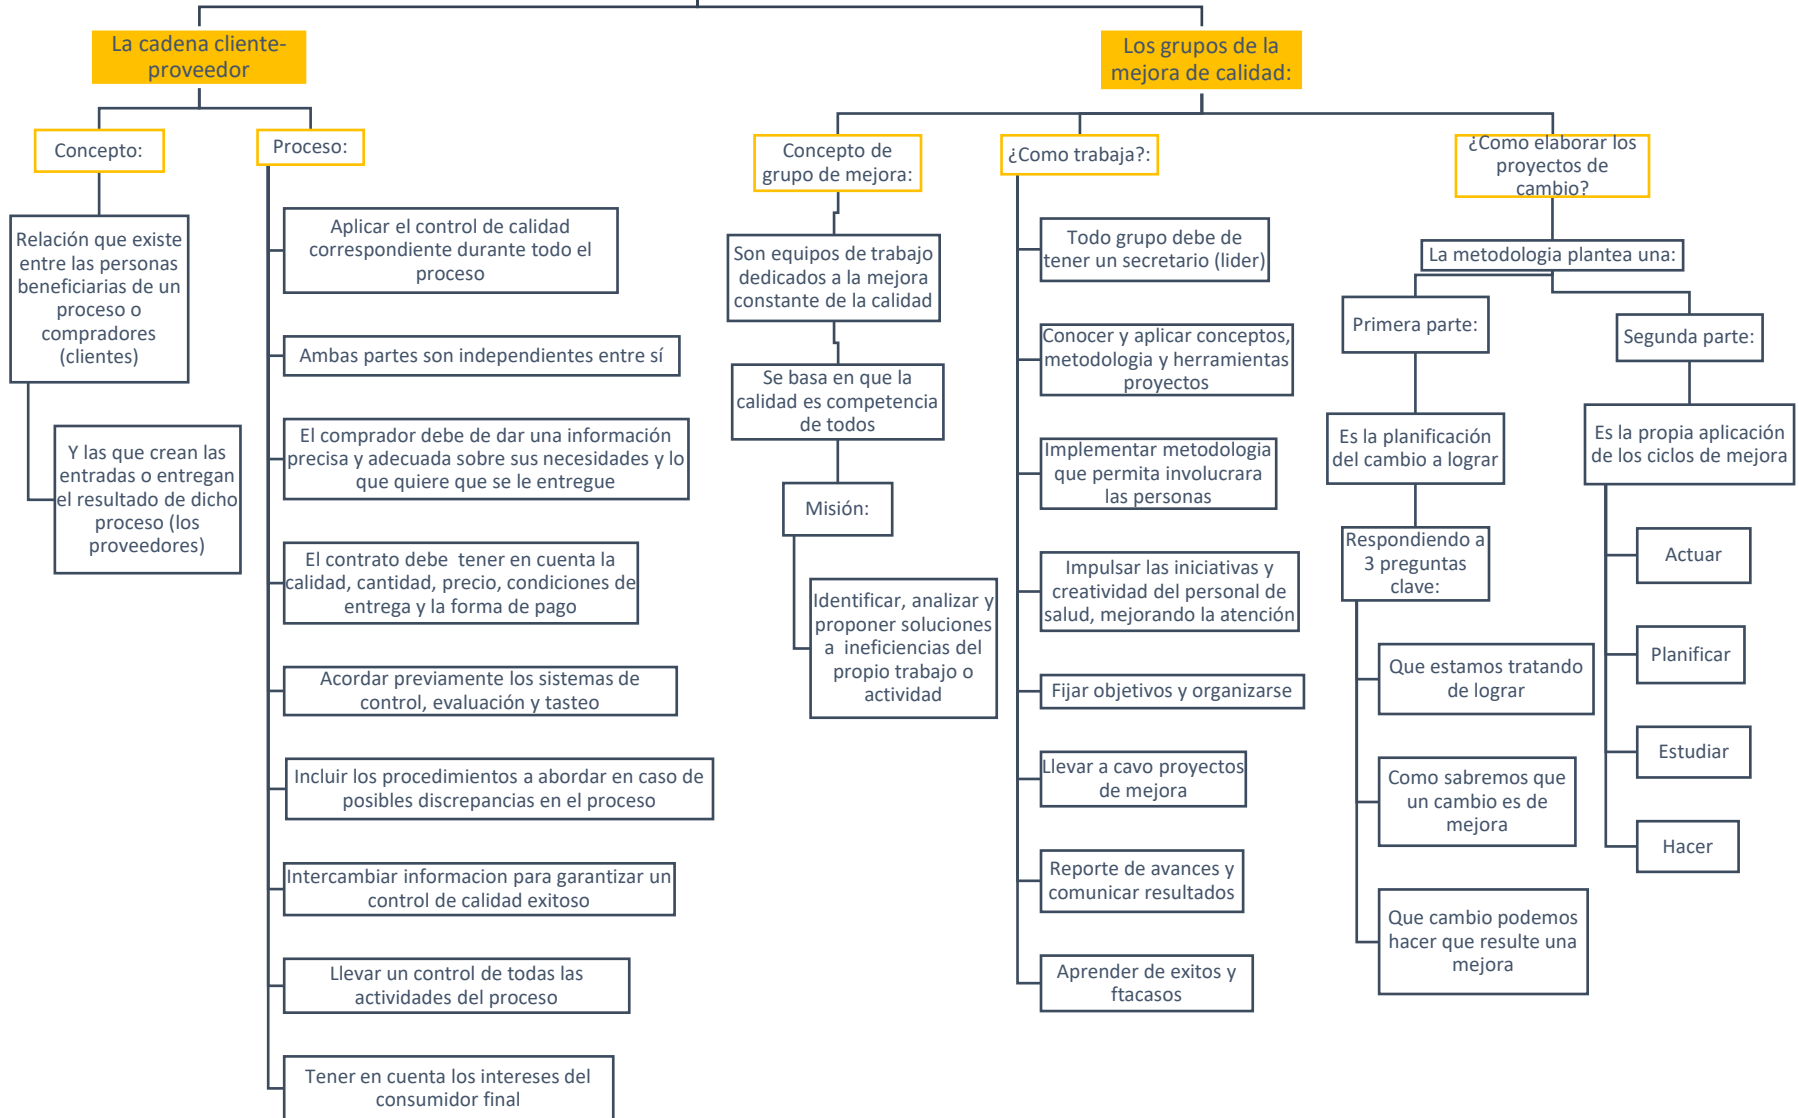 La cadena cliente-
proveedor
Concepto:
Relación que existe
entre las personas
beneficiarias de un
proceso o
compradores
(clientes)
Y las que crean las
entradas o entregan
el resultado de dicho
proceso (los
proveedores)
Proceso:
Aplicar el control de calidad
correspondiente durante todo el
proceso
Ambas partes son independientes entre sí
El comprador debe de dar una información
precisa y adecuada sobre sus necesidades y lo
que quiere que se le entregue
El contrato debe tener en cuenta la
calidad, cantidad, precio, condiciones de
entrega y la forma de pago
Acordar previamente los sistemas de
control, evaluación y tasteo
Incluir los procedimientos a abordar en caso de
posibles discrepancias en el proceso
Intercambiar informacion para garantizar un
control de calidad exitoso
Llevar un control de todas las
actividades del proceso
Tener en cuenta los intereses del
consumidor final
Los grupos de la
mejora de calidad:
Concepto de
grupo de mejora:
Son equipos de trabajo
dedicados a la mejora
constante de la calidad
Se basa en que la
calidad es competencia
de todos
Misión:
Identificar, analizar y
proponer soluciones
a ineficiencias del
propio trabajo o
actividad
¿Como trabaja?:
Todo grupo debe de
tener un secretario (lider)
Conocer y aplicar conceptos,
metodologia y herramientas
proyectos
Implementar metodologia
que permita involucrara
las personas
Impulsar las iniciativas y
creatividad del personal de
salud, mejorando la atención
Fijar objetivos y organizarse
Llevar a cavo proyectos
de mejora
Reporte de avances y
comunicar resultados
Aprender de exitos y
ftacasos
¿Como elaborar los
proyectos de
cambio?
La metodologia plantea una:
Primera parte:
Es la planificación
del cambio a lograr
Respondiendo a
3 preguntas
clave:
Que estamos tratando
de lograr
Como sabremos que
un cambio es de
mejora
Que cambio podemos
hacer que resulte una
mejora
Segunda parte:
Es la propia aplicación
de los ciclos de mejora
Actuar
Planificar
Estudiar
Hacer